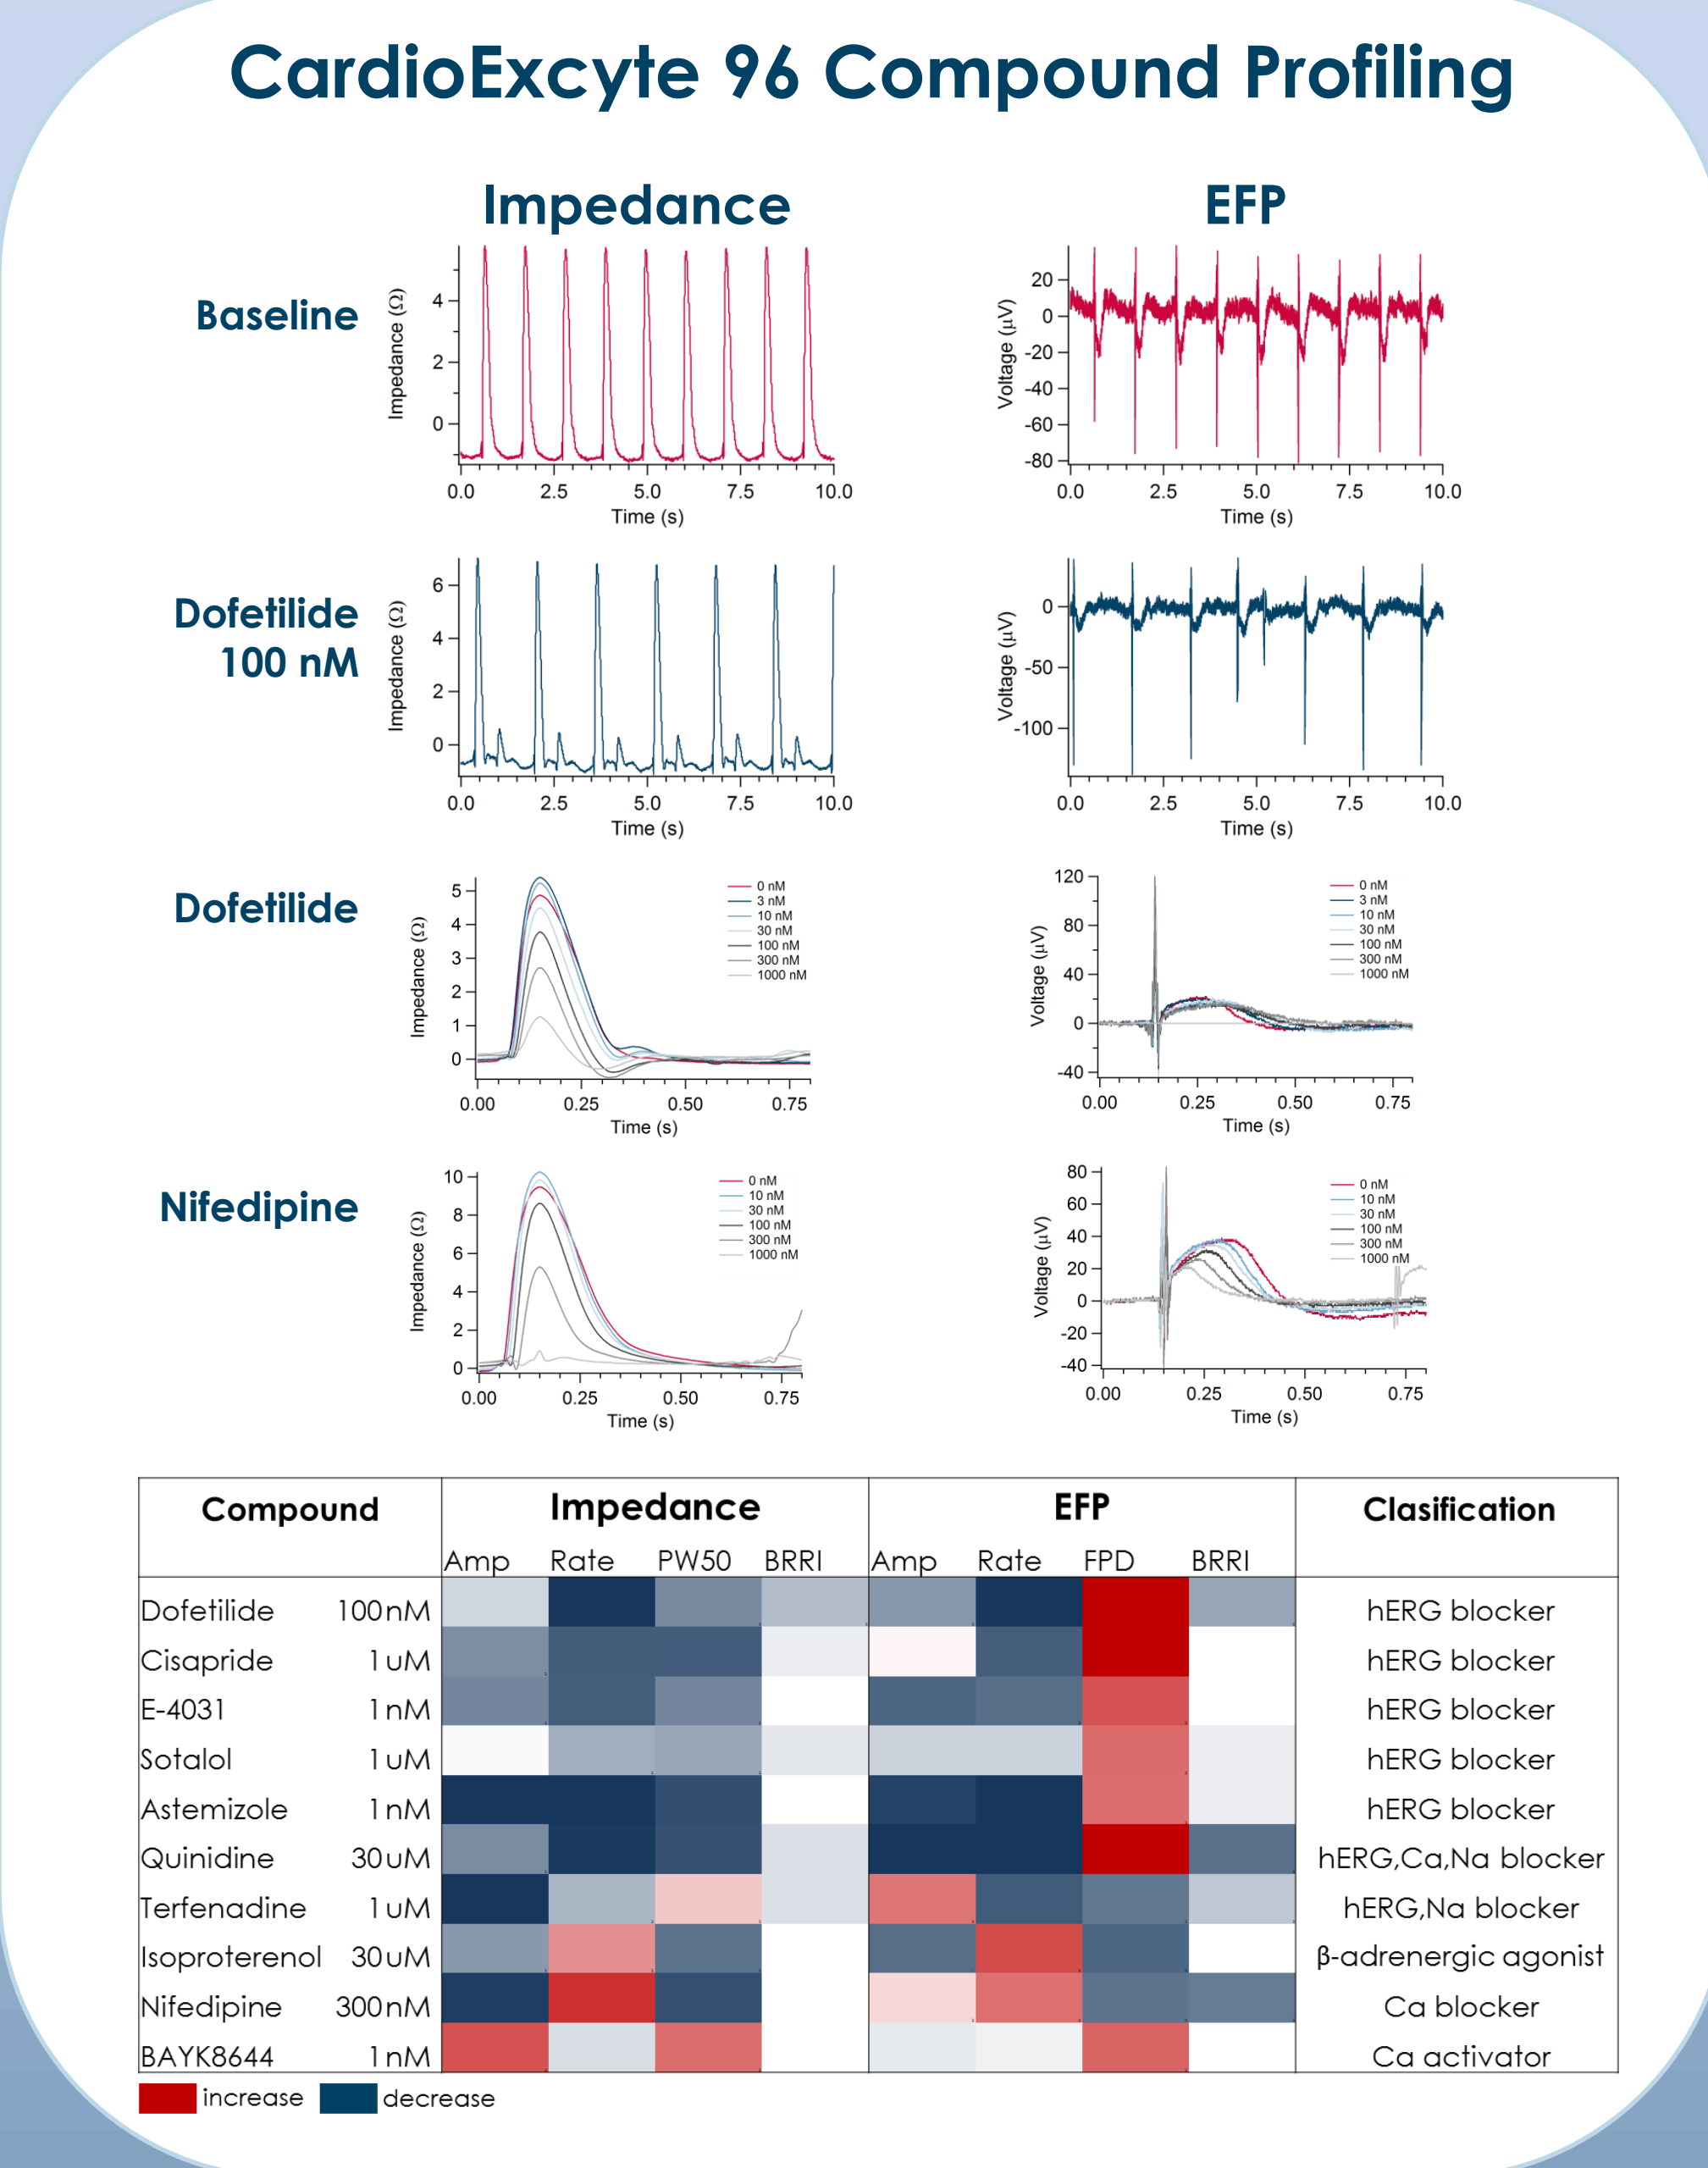 CardioExcyte 96 Compound Profiling
Impedance
EFP
Baseline
Impedance (Ω)
4
2
0
0.0 2.5 5.0 7.5 10.0
Time (s)
Voltage (µV)
20
0
-20
-40
-60
-80
0.0 2.5 5.0 7.5 10.0
Time (s)
Dofetilide
100 nM
Impedance (Ω)
6
4
2
0
0.0 2.5 5.0 7.5 10.0
Time (s)
Voltage (µV)
0
-50
-100
0.0 2.5 5.0 7.5 10.0
Time (s)
Dofetilide
Impedance (Ω)
5
4
3
2
1
0
0 nM
3 nM
10 nM
30 nM
100 nM
300 nM
1000 nM
0.00 0.25 0.50 0.75
Time (s)
Voltage (µV)
120
80
40
0
-40
0 nM
3 nM
10 nM
30 nM
100 nM
300 nM
1000 nM
0.00 0.25 0.50 0.75
Time (s)
Nifedipine
Impedance (Ω)
10
8
6
4
2
0
0 nM
10 nM
30 nM
100 nM
300 nM
1000 nM
0.00 0.25 0.50 0.75
Time (s)
Voltage (µV)
80
60
40
20
0
-20
-40
0 nM
10 nM
30 nM
100 nM
300 nM
1000 nM
0.00 0.25 0.50 0.75
Time (s)
Compound Impedance EFP Clasification
Amp Rate PW50 BRRI Amp Rate FPD BRRI
Dofetilide 100nM hERG blocker
Cisapride 1uM hERG blocker
E-4031 1nM hERG blocker
Sotalol 1uM hERG blocker
Astemizole 1nM hERG blocker
Quinidine 30uM hERG,Ca,Na blocker
Terfenadine 1uM hERG,Na blocker
Isoproterenol 30uM β-adrenergic agonist
Nifedipine 300nM Ca blocker
BAYK8644 1nM Ca activator
increase decrease